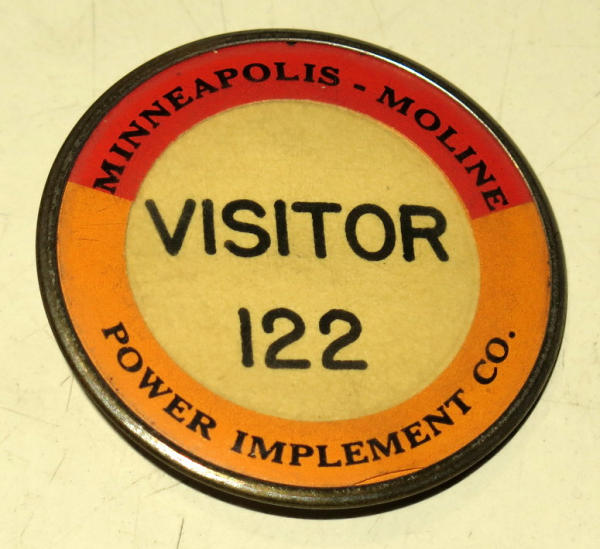 MINNEAPOLIS - MOLINE
VISITOR
122
POWER IMPLEMENT CO.